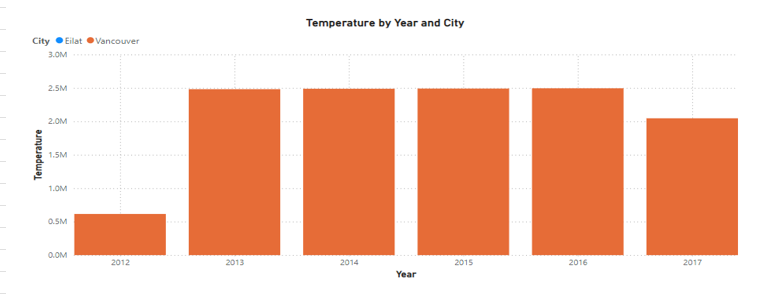 Temperature by Year and City
City Eilat Vancouver
3.0M
2.5M
2.0M
1.5M
1.0M
0.5M
0.0M
Temperature
2012 2013 2014 2015 2016 2017
Year